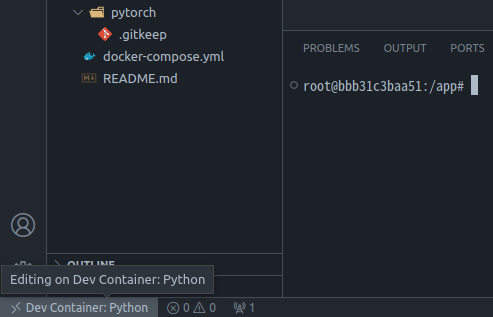 pytorch
.gitkeep
docker-compose.yml
README.md
PROBLEMS OUTPUT PORTS
root@bbb31c3baa51:/app#
OUTLINE
Editing on Dev Container: Python
Dev Container: Python 0 0 1